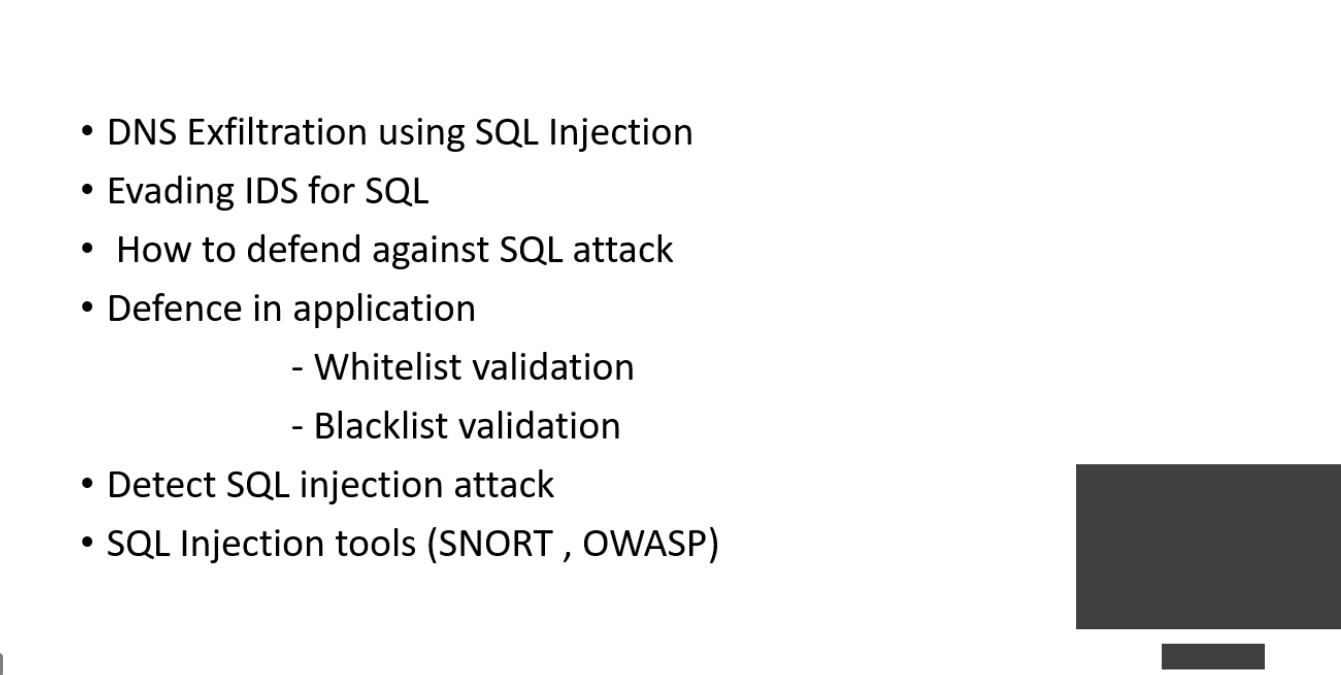 • DNS Exfiltration using SQL Injection
• Evading IDS for SQL
• How to defend against SQL attack
• Defence in application
- Whitelist validation
- Blacklist validation
• Detect SQL injection attack
• SQL Injection tools (SNORT , OWASP)